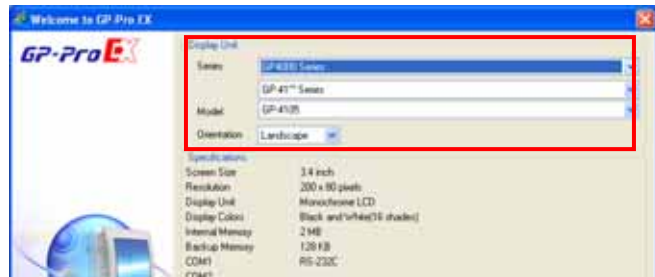 Welcome to GP-Pro EX
GP-Pro EX
Display Unit
Series GP4000 Series
GP-41** Series
Model GP-4105
Orientation Landscape
Specifications
Screen Size 3.4 inch
Resolution 200 x 80 pixels
Display Unit Monochrome LCD
Display Colors Black and White(16 shades)
Internal Memory 2 MB
Backup Memory 128 KB
COM1 RS-232C
COM2